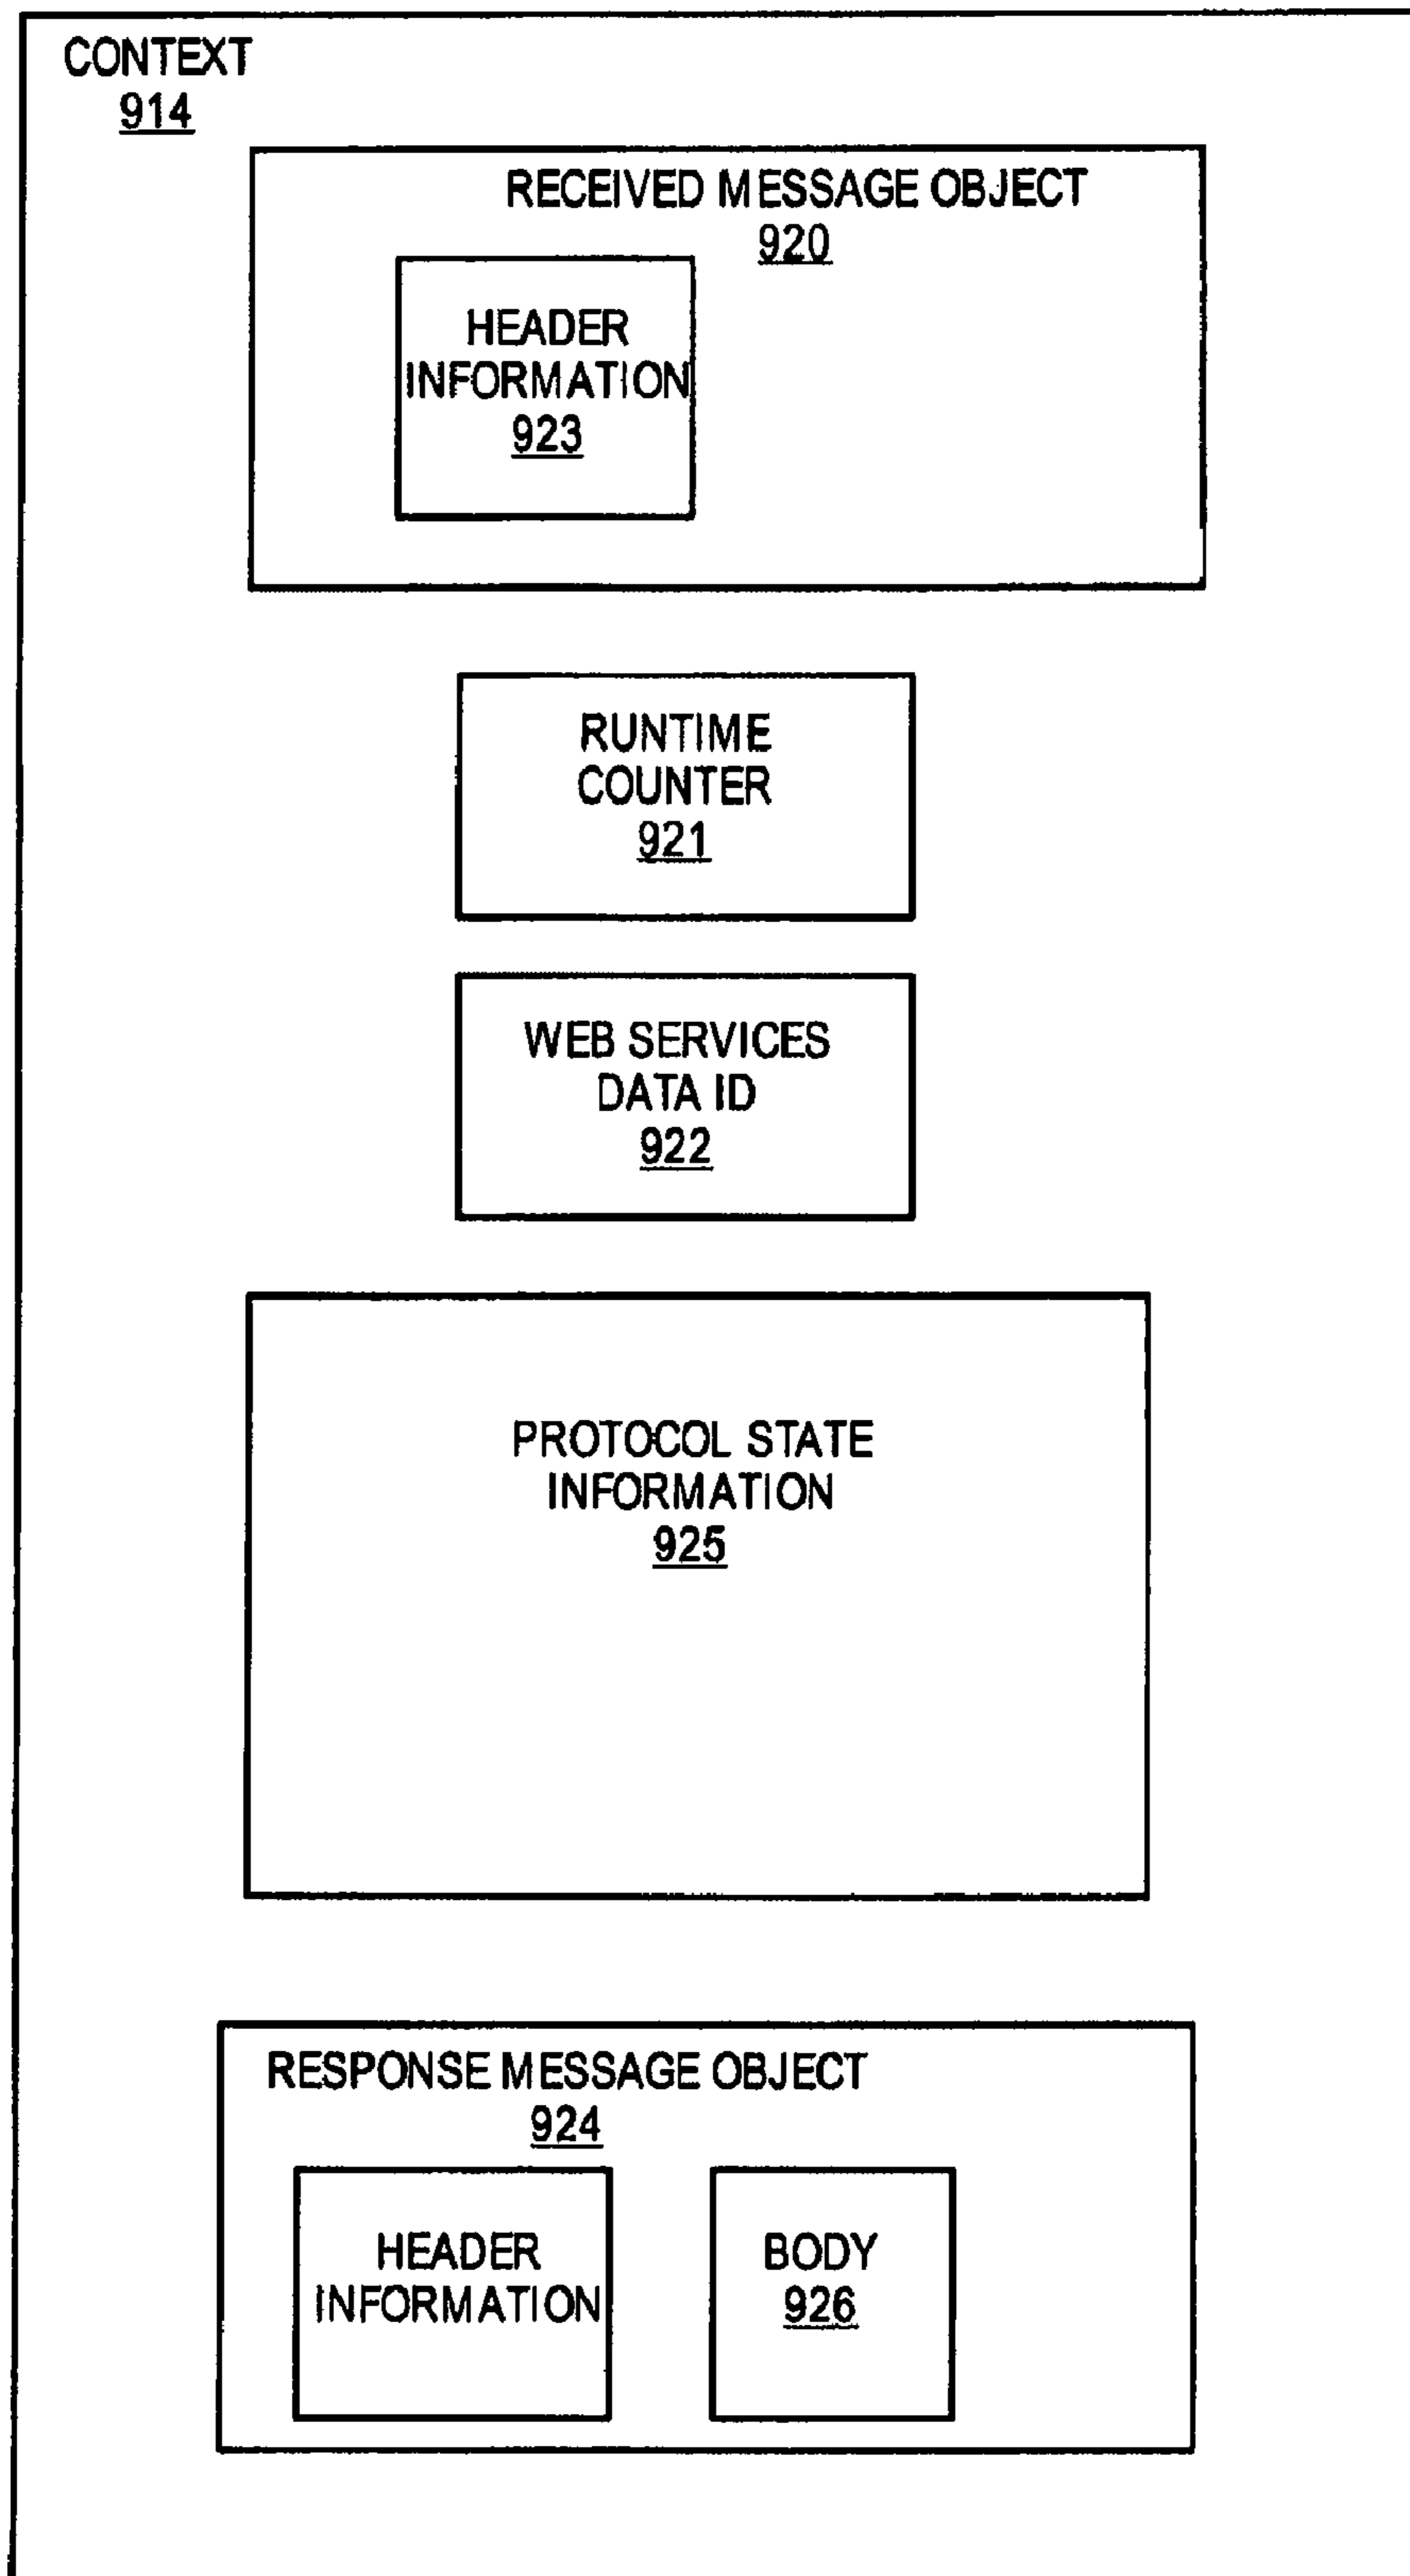 CONTEXT
914
RECEIVED MESSAGE OBJECT
920
HEADER
INFORMATION
923
RUNTIME
COUNTER
921
WEB SERVICES
DATA ID
922
PROTOCOL STATE
INFORMATION
925
RESPONSE MESSAGE OBJECT
924
HEADER
INFORMATION
BODY
926